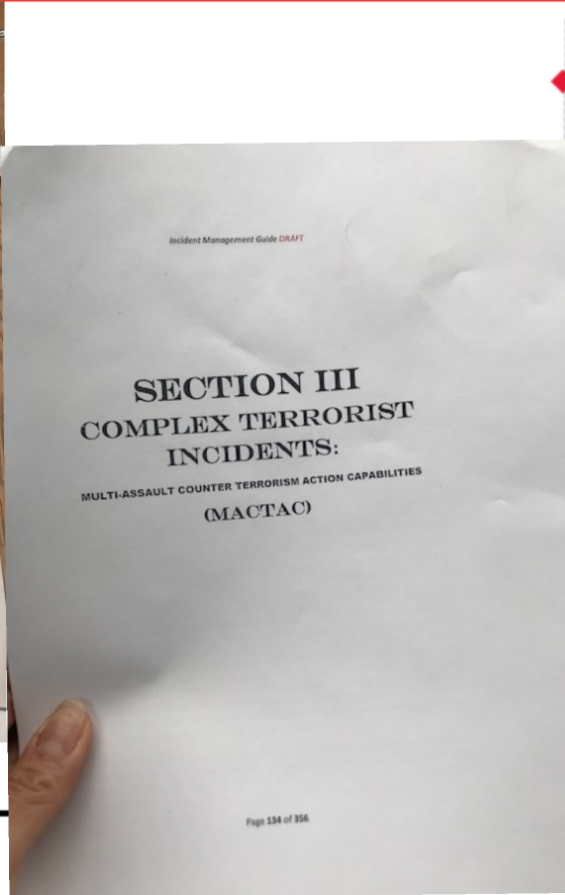 Incident Management Guide DRAFT
SECTION III
COMPLEX TERRORIST
INCIDENTS:
MULTI-ASSAULT COUNTER TERRORISM ACTION CAPABILITIES
(MACTAC)
Page 134 of 356